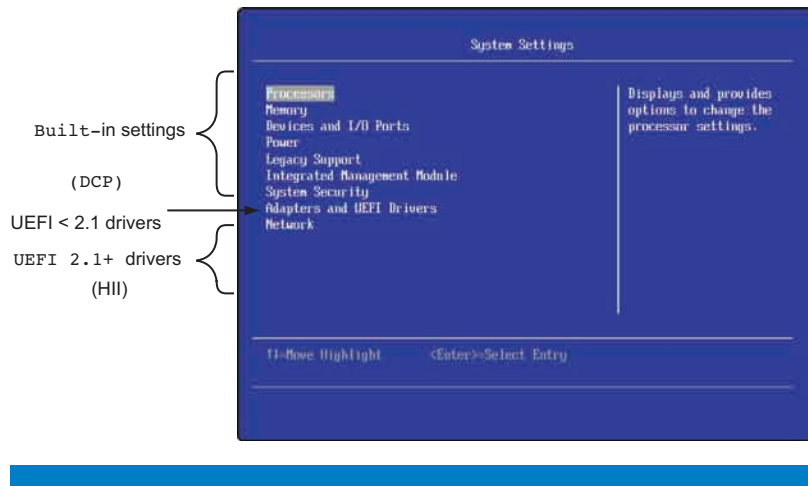 System Settings
Processors
Memory
Devices and I/O Ports
Power
Legacy Support
Integrated Management Module
System Security
Adapters and UEFI Drivers
Network
Displays and provides
options to change the
processor settings.
↑↓=Move Highlight <Enter>=Select Entry
Built-in settings
(DCP)
UEFI < 2.1 drivers
UEFI 2.1+ drivers
(HII)